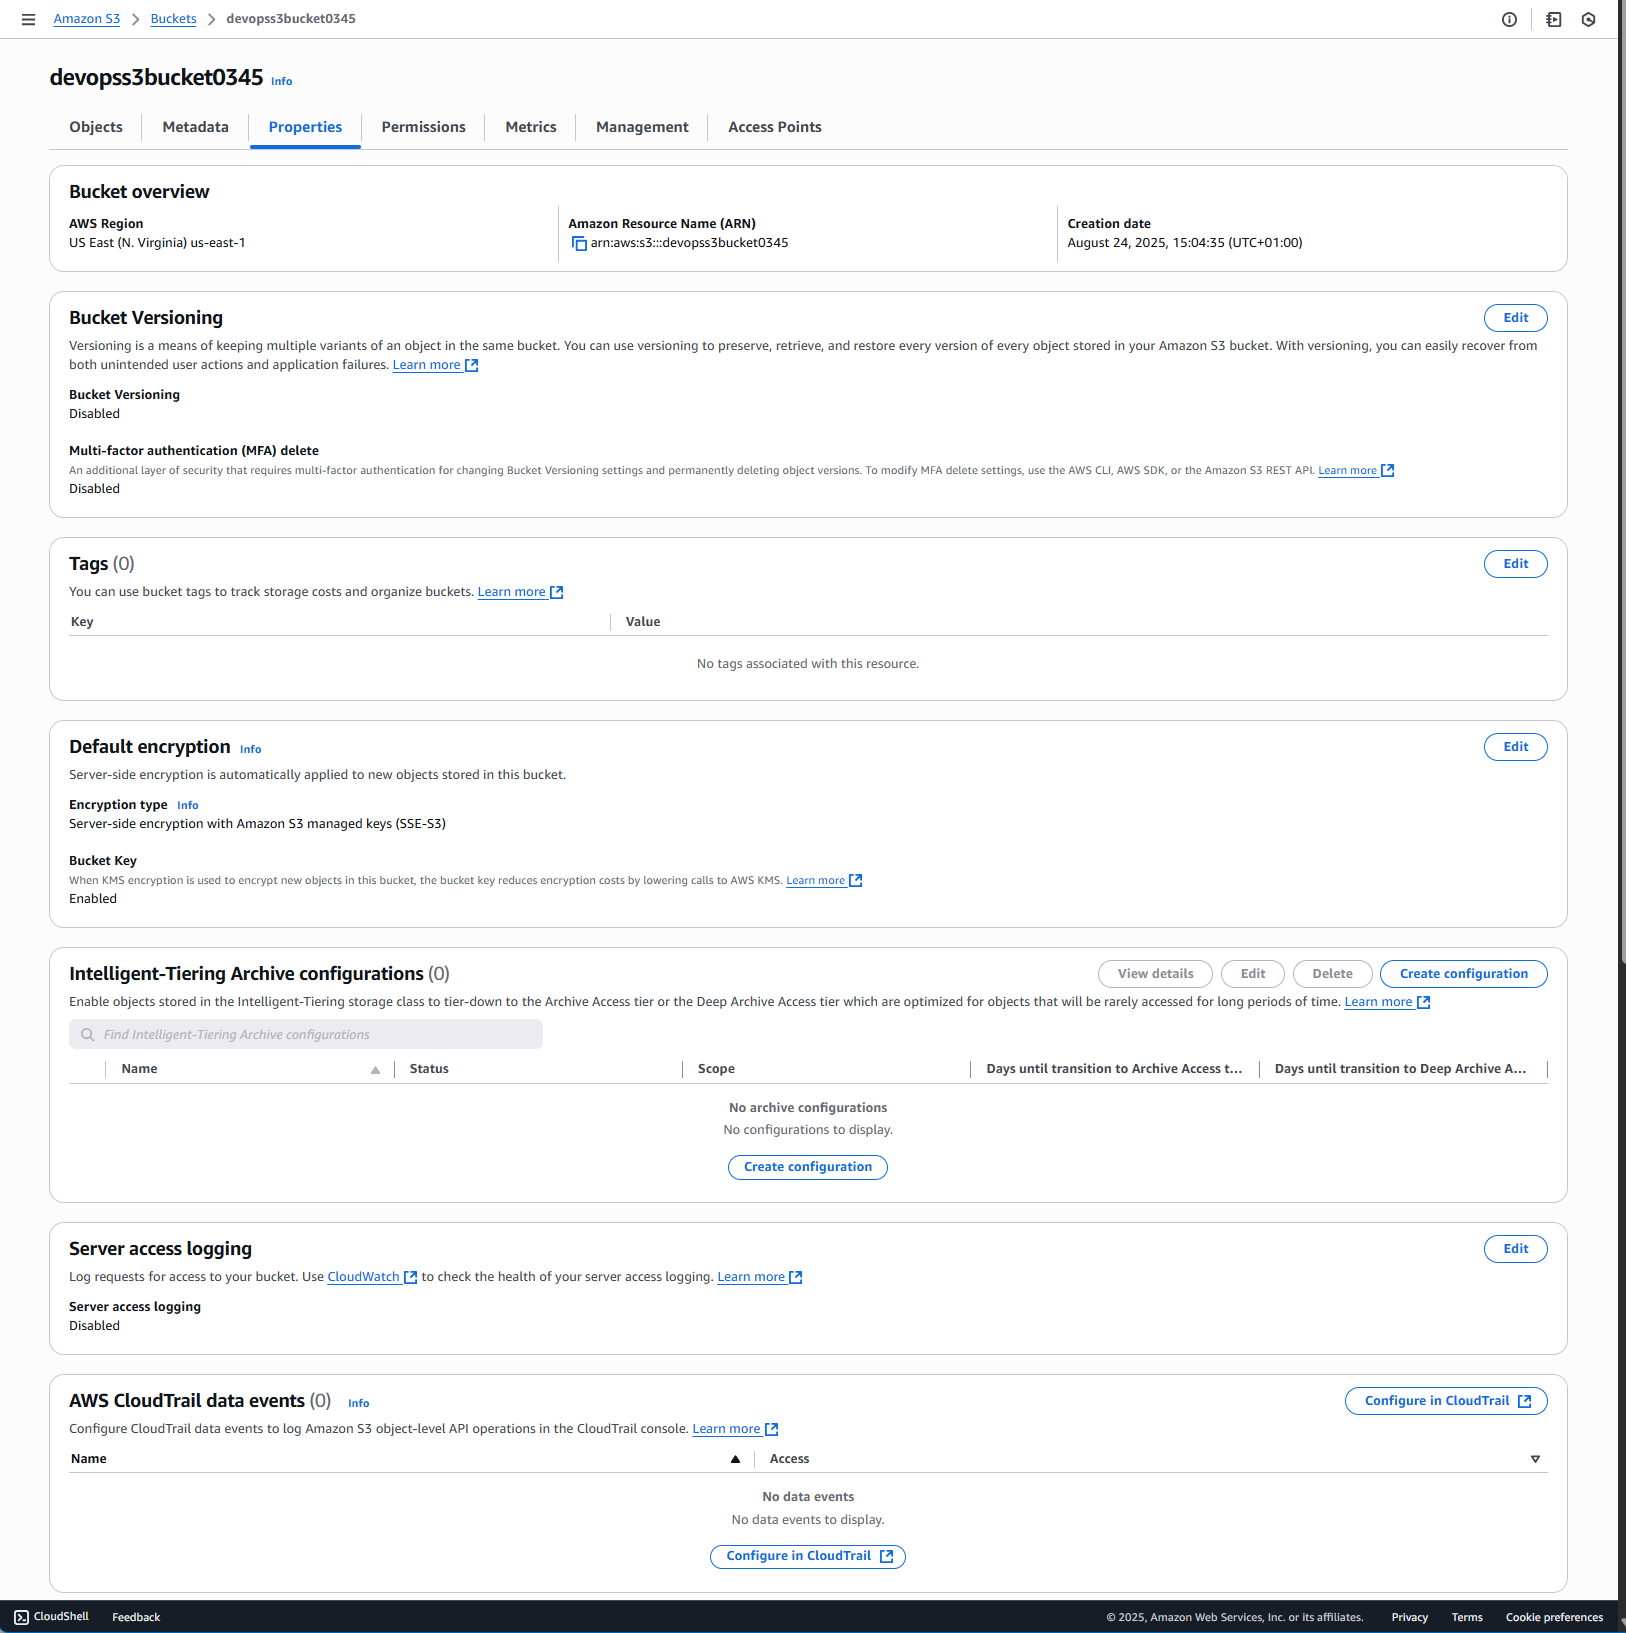 Amazon S3 > Buckets > devopss3bucket0345
devopss3bucket0345 Info
Objects Metadata Properties Permissions Metrics Management Access Points
Bucket overview
AWS Region
US East (N. Virginia) us-east-1
Amazon Resource Name (ARN)
arn:aws:s3:::devopss3bucket0345
Creation date
August 24, 2025, 15:04:35 (UTC+01:00)
Bucket Versioning
Edit
Versioning is a means of keeping multiple variants of an object in the same bucket. You can use versioning to preserve, retrieve, and restore every version of every object stored in your Amazon S3 bucket. With versioning, you can easily recover from
both unintended user actions and application failures. Learn more
Bucket Versioning
Disabled
Multi-factor authentication (MFA) delete
An additional layer of security that requires multi-factor authentication for changing Bucket Versioning settings and permanently deleting object versions. To modify MFA delete settings, use the AWS CLI, AWS SDK, or the Amazon S3 REST API. Learn more
Disabled
Tags (0)
Edit
You can use bucket tags to track storage costs and organize buckets. Learn more
Key Value
No tags associated with this resource.
Default encryption Info
Edit
Server-side encryption is automatically applied to new objects stored in this bucket.
Encryption type Info
Server-side encryption with Amazon S3 managed keys (SSE-S3)
Bucket Key
When KMS encryption is used to encrypt new objects in this bucket, the bucket key reduces encryption costs by lowering calls to AWS KMS. Learn more
Enabled
Intelligent-Tiering Archive configurations (0)
View details Edit Delete Create configuration
Enable objects stored in the Intelligent-Tiering storage class to tier-down to the Archive Access tier or the Deep Archive Access tier which are optimized for objects that will be rarely accessed for long periods of time. Learn more
Find Intelligent-Tiering Archive configurations
Name Status Scope Days until transition to Archive Access t... Days until transition to Deep Archive A...
No archive configurations
No configurations to display.
Create configuration
Server access logging
Edit
Log requests for access to your bucket. Use CloudWatch to check the health of your server access logging. Learn more
Server access logging
Disabled
AWS CloudTrail data events (0) Info
Configure in CloudTrail
Configure CloudTrail data events to log Amazon S3 object-level API operations in the CloudTrail console. Learn more
Name Access
No data events
No data events to display.
Configure in CloudTrail
CloudShell Feedback © 2025, Amazon Web Services, Inc. or its affiliates. Privacy Terms Cookie preferences